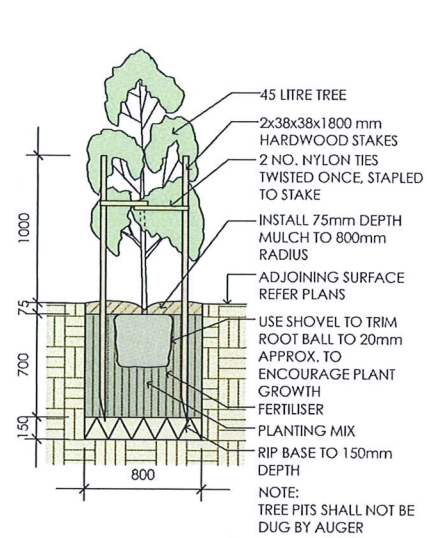 45 LITRE TREE
2x38x38x1800 mm
HARDWOOD STAKES
2 NO. NYLON TIES
TWISTED ONCE, STAPLED
TO STAKE
INSTALL 75mm DEPTH
MULCH TO 800mm
RADIUS
ADJOINING SURFACE
REFER PLANS
USE SHOVEL TO TRIM
ROOT BALL TO 20mm
APPROX. TO
ENCOURAGE PLANT
GROWTH
FERTILISER
PLANTING MIX
RIP BASE TO 150mm
DEPTH
NOTE:
TREE PITS SHALL NOT BE
DUG BY AUGER
1000
75
700
150
800